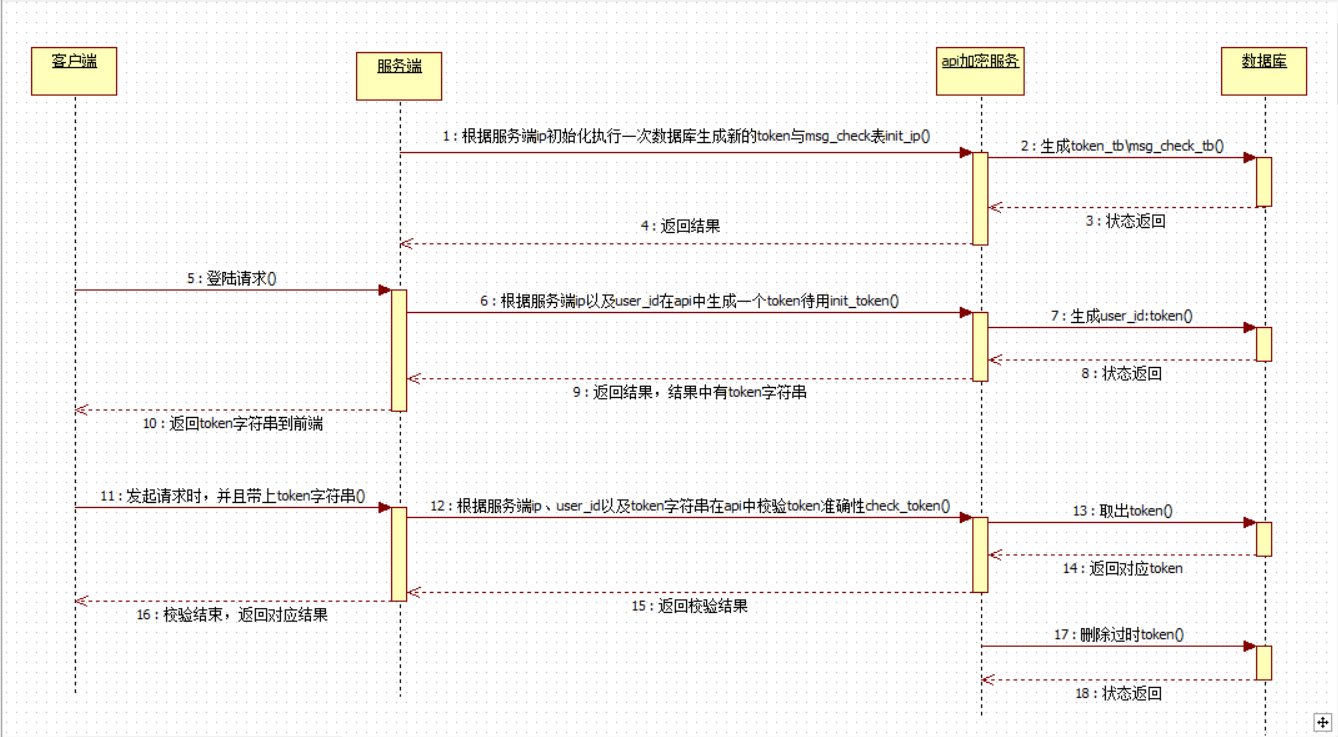 客户端
服务端
api加密服务
数据库
1 : 根据服务端ip初始化执行一次数据库生成新的token与msg_check表init_ip()
2 : 生成token_tb\msg_check_tb()
3 : 状态返回
4 : 返回结果
5 : 登陆请求()
6 : 根据服务端ip以及user_id在api中生成一个token待用init_token()
7 : 生成user_id:token()
8 : 状态返回
9 : 返回结果，结果中有token字符串
10 : 返回token字符串到前端
11 : 发起请求时，并且带上token字符串()
12 : 根据服务端ip、user_id以及token字符串在api中校验token准确性check_token()
13 : 取出token()
14 : 返回对应token
15 : 返回校验结果
16 : 校验结束，返回对应结果
17 : 删除过时token()
18 : 状态返回